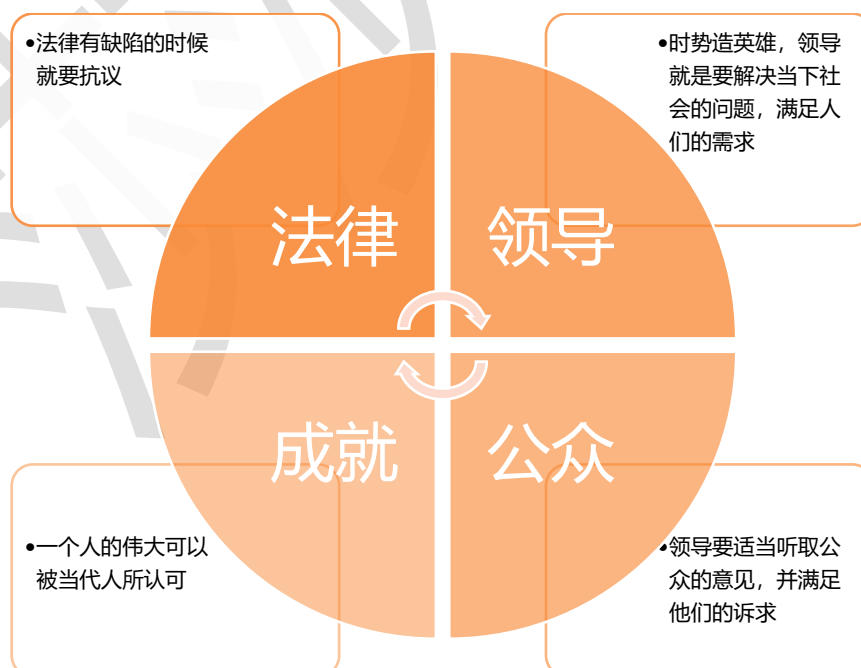 •法律有缺陷的时候
就要抗议
•时势造英雄，领导
就是要解决当下社
会的问题，满足人
们的需求
法律
领导
成就
公众
•一个人的伟大可以
被当代人所认可
•领导要适当听取公
众的意见，并满足
他们的诉求